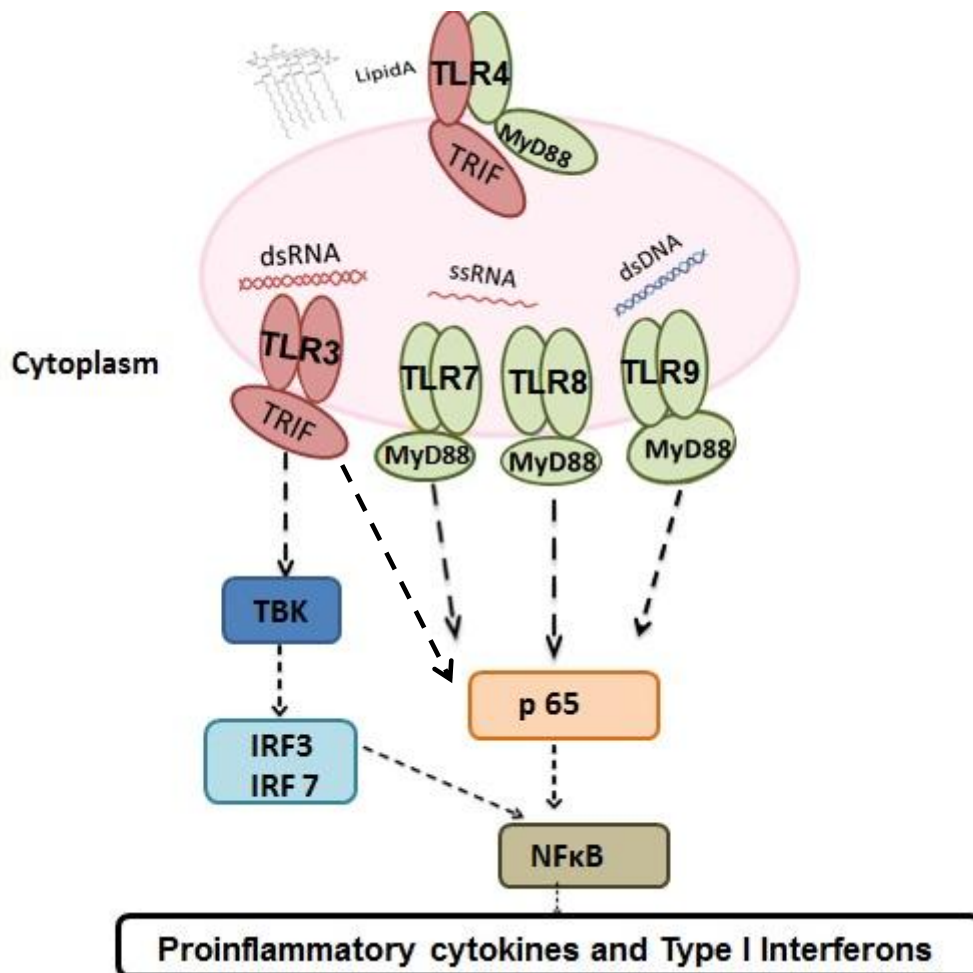 LipidA
TLR4
MyD88
TRIF
dsRNA
ssRNA
dsDNA
TLR3
TLR7
TLR8
TLR9
Cytoplasm
TRIF
MyD88
MyD88
MyD88
TBK
p 65
IRF3
IRF 7
NFκB
Proinflammatory cytokines and Type I Interferons